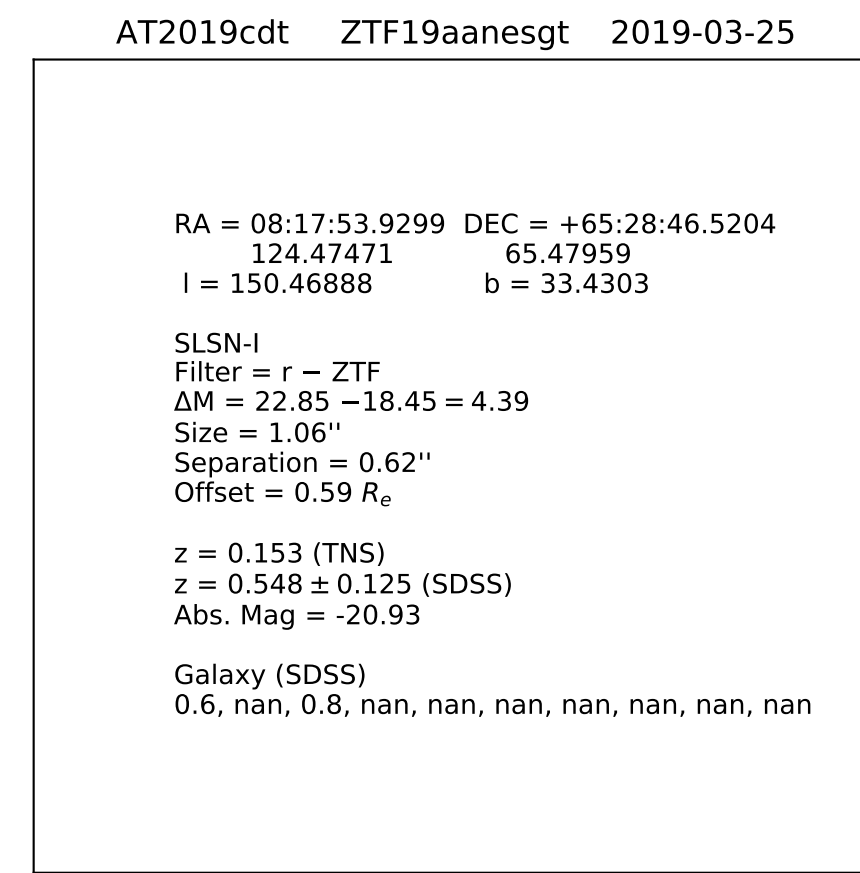 AT2019cdt ZTF19aanesgt 2019-03-25
RA = 08:17:53.9299 DEC = +65:28:46.5204
124.47471 65.47959
l = 150.46888 b = 33.4303
SLSN-I
Filter = r − ZTF
ΔM = 22.85 −18.45 = 4.39
Size = 1.06''
Separation = 0.62''
Offset = 0.59 Rₑ
z = 0.153 (TNS)
z = 0.548 ± 0.125 (SDSS)
Abs. Mag = -20.93
Galaxy (SDSS)
0.6, nan, 0.8, nan, nan, nan, nan, nan, nan, nan